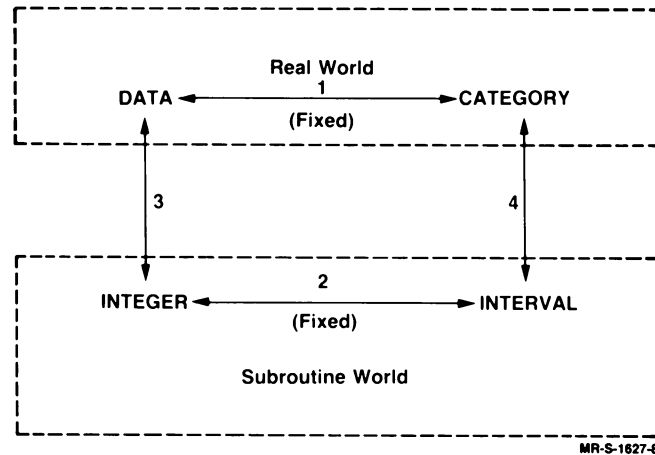 Real World
1
DATA
CATEGORY
(Fixed)
3
4
2
INTEGER
INTERVAL
(Fixed)
Subroutine World